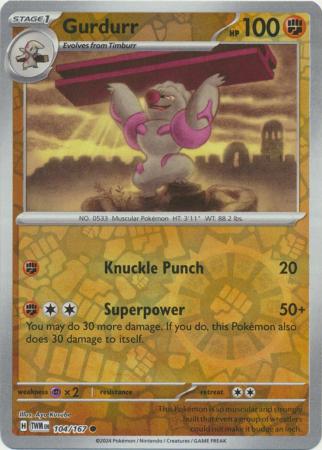 STAGE 1
Gurdurr
HP 100
Evolves from Timburr
NO. 0533 Muscular Pokémon HT: 3'11" WT: 88.2 lbs.
Knuckle Punch 20
Superpower 50+
You may do 30 more damage. If you do, this Pokémon also
does 30 damage to itself.
weakness ×2 resistance retreat
Illus. Aya Kusube
H TWM EN 104/167
This Pokémon is so muscular and
strongly built that even a group of wrestlers
could not make it budge an inch.
©2024 Pokémon / Nintendo / Creatures / GAME FREAK